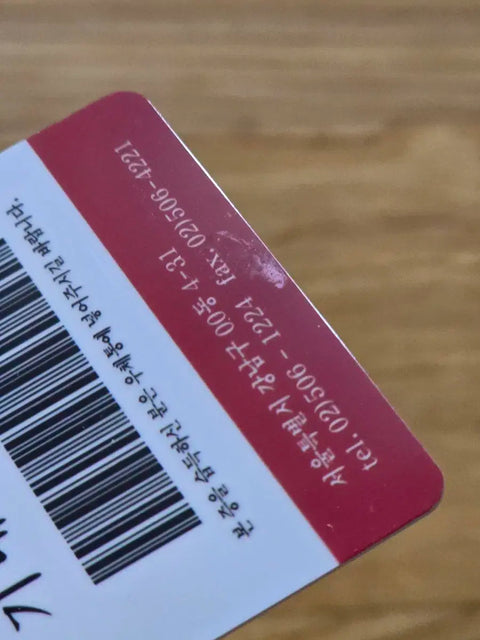 본 증을 습득하신 분은 우체통에 넣어주시길 바랍니다.
서울특별시 강남구 00동 4-31
tel. 02)506 - 1224 fax. 02)506-4221